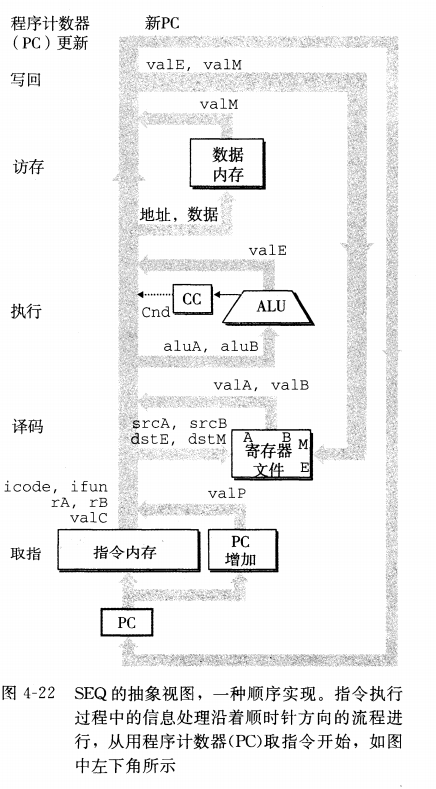 程序计数器
（PC）更新
新PC
写回
valE, valM
valM
访存
数据
内存
地址，数据
valE
执行
CC
ALU
Cnd
aluA, aluB
valA, valB
译码
srcA, srcB
dstE, dstM
A B M
寄存器
文件
E
icode, ifun
rA, rB
valC
valP
取指
指令内存
PC
增加
PC
图 4-22 SEQ的抽象视图，一种顺序实现。指令执行
过程中的信息处理沿着顺时针方向的流程进
行，从用程序计数器(PC)取指令开始，如图
中左下角所示